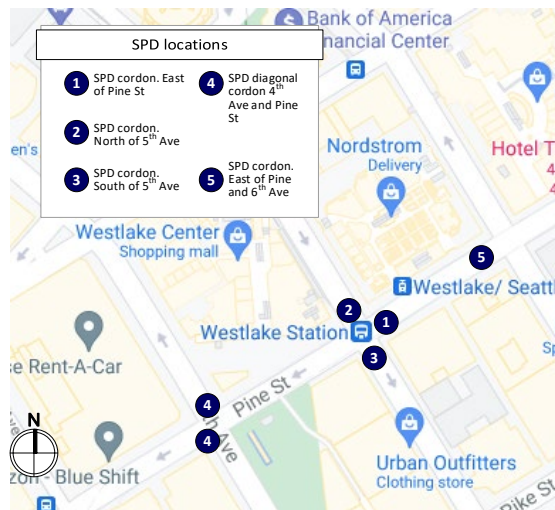 Bank of America
nancial Center
SPD locations
1 SPD cordon. East
of Pine St
4 SPD diagonal
cordon 4th
Ave and Pine
St
2 SPD cordon.
North of 5th Ave
3 SPD cordon.
South of 5th Ave
5 SPD cordon.
East of Pine
and 6th Ave
en's
Nordstrom
Delivery
Hotel T
4
4
Westlake Center
Shopping mall
5
Westlake/ Seattl
2
1
Westlake Station
3
Sp
se Rent-A-Car
4
Pine St
4
th Ave
N
zon - Blue Shift
Urban Outfitters
Clothing store
Pike St